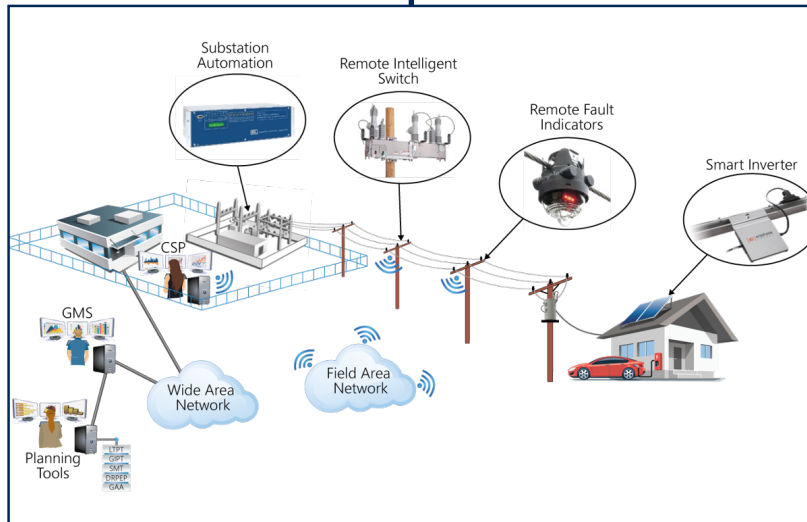 Substation
Automation
Remote Intelligent
Switch
Remote Fault
Indicators
Smart Inverter
CSP
GMS
Wide Area
Network
Field Area
Network
Planning
Tools
LTPT
GIPT
SMT
DRPEP
GAA